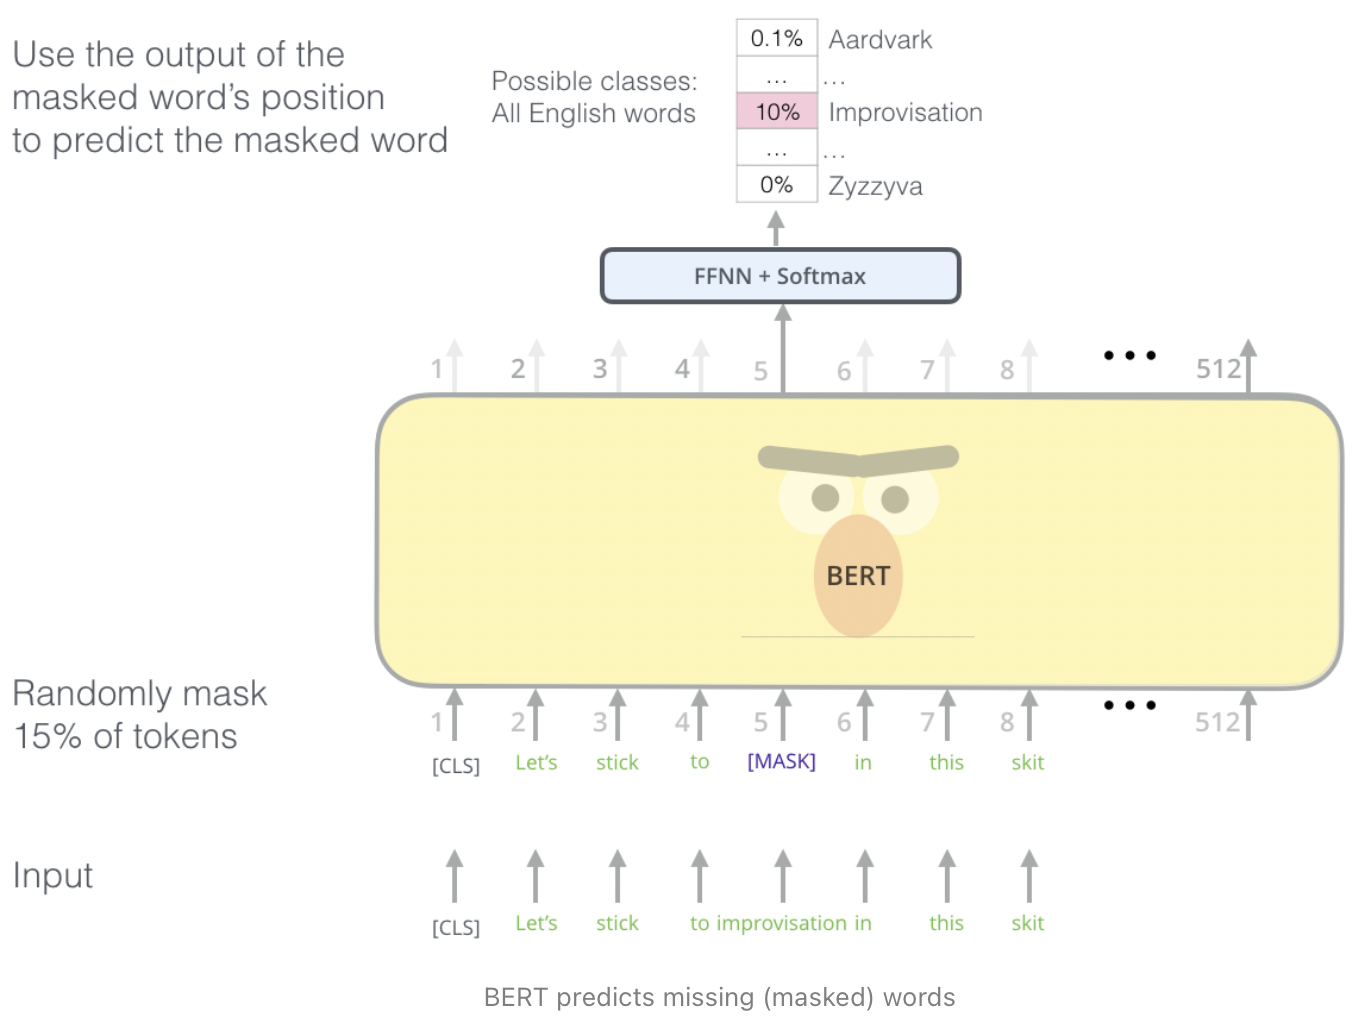 Use the output of the
masked word’s position
to predict the masked word
Possible classes:
All English words
0.1% Aardvark
... ...
10% Improvisation
... ...
0% Zyzzyva
FFNN + Softmax
1 2 3 4 5 6 7 8 ... 512
BERT
Randomly mask
15% of tokens
1 2 3 4 5 6 7 8 ... 512
[CLS] Let’s stick to [MASK] in this skit
Input
[CLS] Let’s stick to improvisation in this skit
BERT predicts missing (masked) words